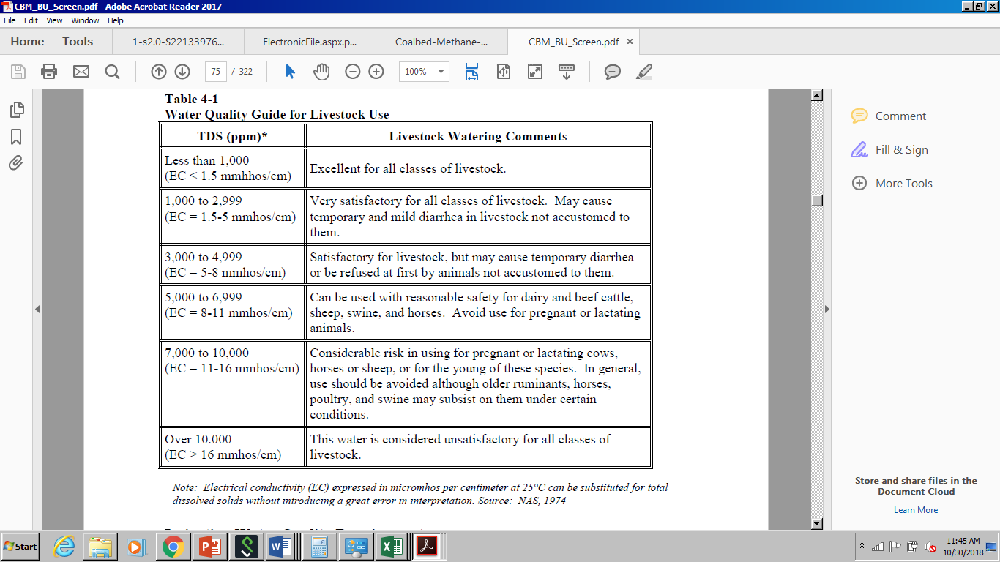 CBM_BU_Screen.pdf - Adobe Acrobat Reader 2017
File Edit View Window Help
Home Tools 1-s2.0-S22133976... ElectronicFile.aspx.p... Coalbed-Methane-... CBM_BU_Screen.pdf ×
75 / 322 100%
Table 4-1
Water Quality Guide for Livestock Use
TDS (ppm)* Livestock Watering Comments
Less than 1,000
(EC < 1.5 mmhhos/cm)
Excellent for all classes of livestock.
1,000 to 2,999
(EC = 1.5-5 mmhos/cm)
Very satisfactory for all classes of livestock. May cause
temporary and mild diarrhea in livestock not accustomed to
them.
3,000 to 4,999
(EC = 5-8 mmhos/cm)
Satisfactory for livestock, but may cause temporary diarrhea
or be refused at first by animals not accustomed to them.
5,000 to 6,999
(EC = 8-11 mmhos/cm)
Can be used with reasonable safety for dairy and beef cattle,
sheep, swine, and horses. Avoid use for pregnant or lactating
animals.
7,000 to 10,000
(EC = 11-16 mmhos/cm)
Considerable risk in using for pregnant or lactating cows,
horses or sheep, or for the young of these species. In general,
use should be avoided although older ruminants, horses,
poultry, and swine may subsist on them under certain
conditions.
Over 10.000
(EC > 16 mmhos/cm)
This water is considered unsatisfactory for all classes of
livestock.
Note: Electrical conductivity (EC) expressed in micromhos per centimeter at 25°C can be substituted for total
dissolved solids without introducing a great error in interpretation. Source: NAS, 1974
Comment
Fill & Sign
More Tools
Store and share files in the
Document Cloud
Learn More
Start
11:45 AM
10/30/2018